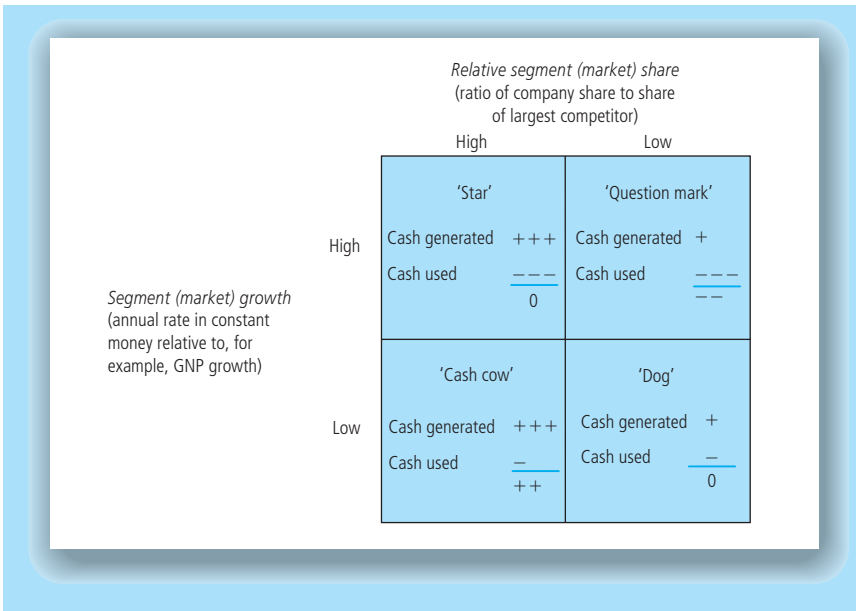 Relative segment (market) share
(ratio of company share to share
of largest competitor)
High Low
'Star' 'Question mark'
High
Cash generated +++ Cash generated +
Cash used −−− Cash used −−−
0 −−
Segment (market) growth
(annual rate in constant
money relative to, for
example, GNP growth)
'Cash cow' 'Dog'
Low
Cash generated +++ Cash generated +
Cash used − Cash used −
++ 0